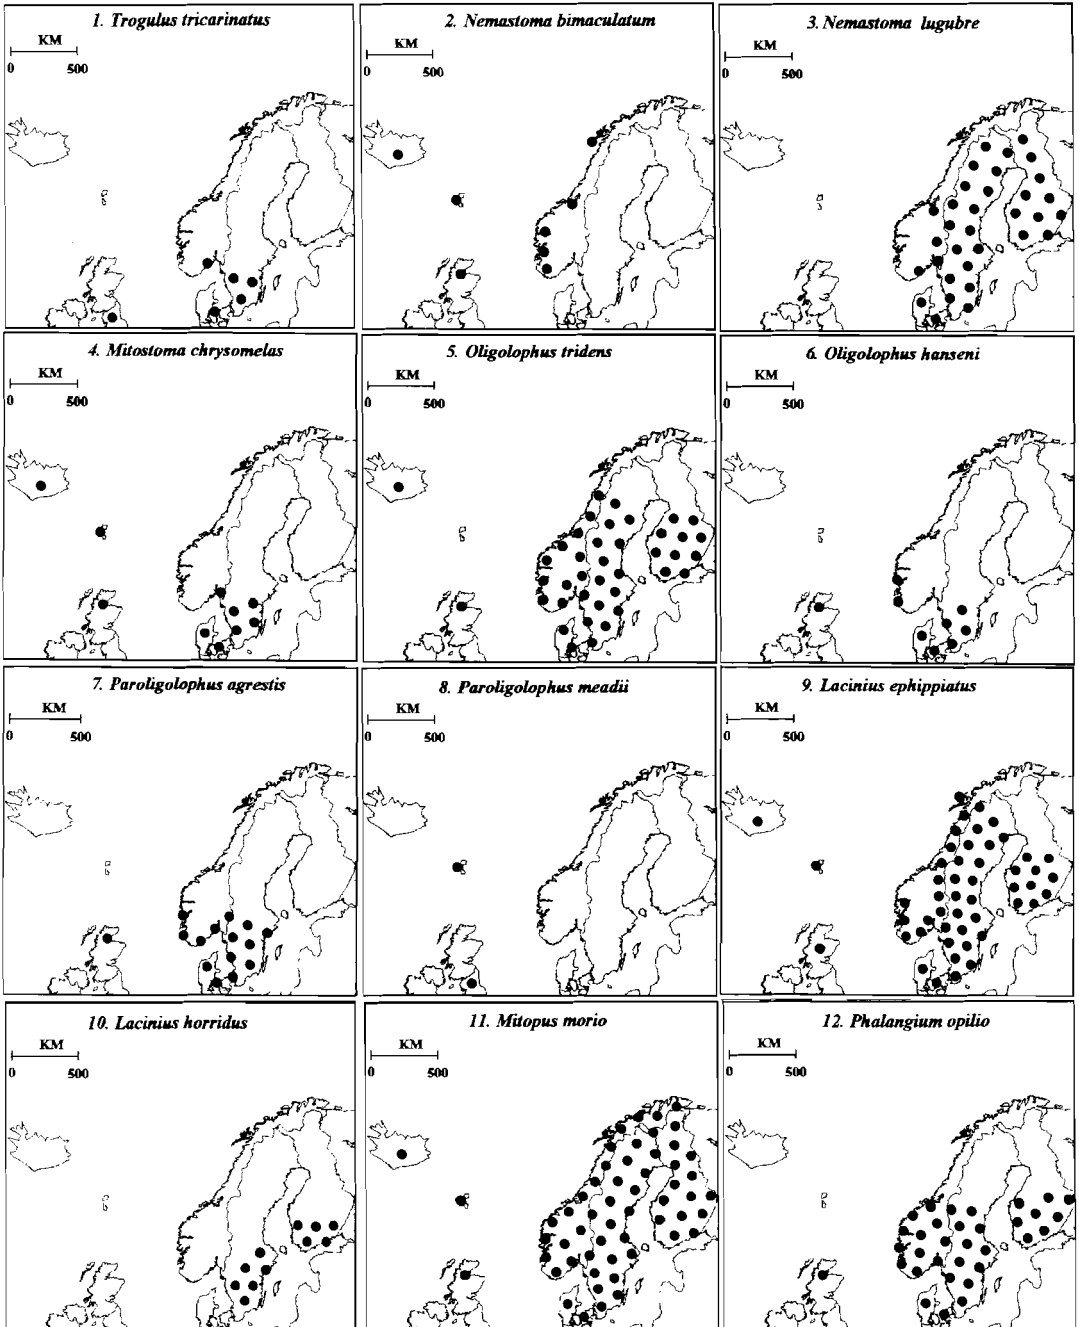 1. Trogulus tricarinatus
KM
0 500
2. Nemastoma bimaculatum
KM
0 500
3. Nemastoma lugubre
KM
0 500
4. Mitostoma chrysomelas
KM
0 500
5. Oligolophus tridens
KM
0 500
6. Oligolophus hanseni
KM
0 500
7. Paroligolophus agrestis
KM
0 500
8. Paroligolophus meadii
KM
0 500
9. Lacinius ephippiatus
KM
0 500
10. Lacinius horridus
KM
0 500
11. Mitopus morio
KM
0 500
12. Phalangium opilio
KM
0 500